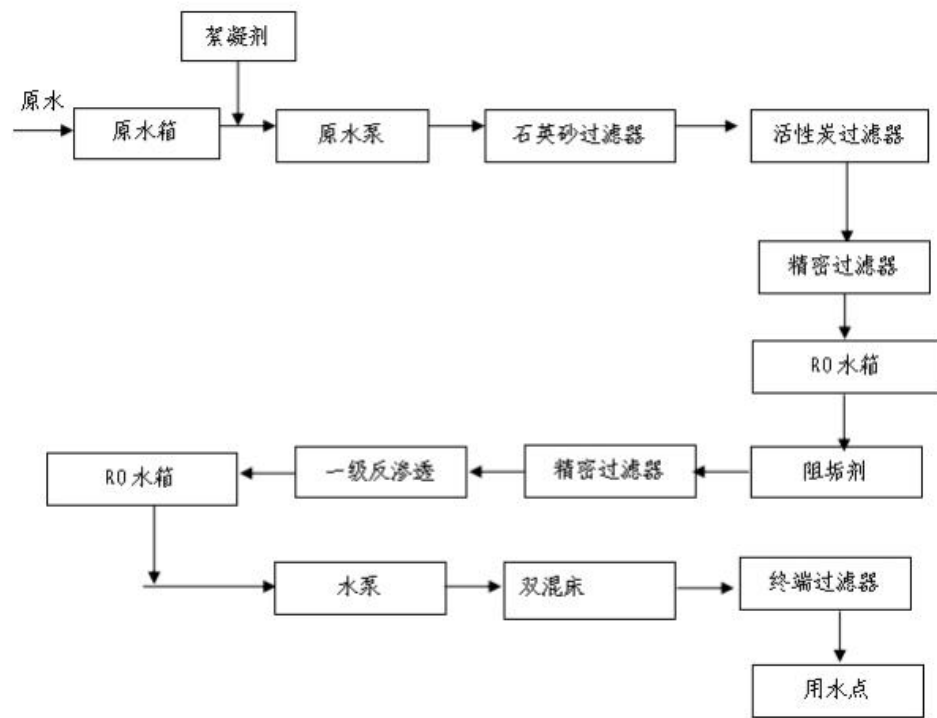 絮凝剂
原水
原水箱
原水泵
石英砂过滤器
活性炭过滤器
精密过滤器
RO水箱
阻垢剂
精密过滤器
一级反渗透
RO水箱
水泵
双混床
终端过滤器
用水点